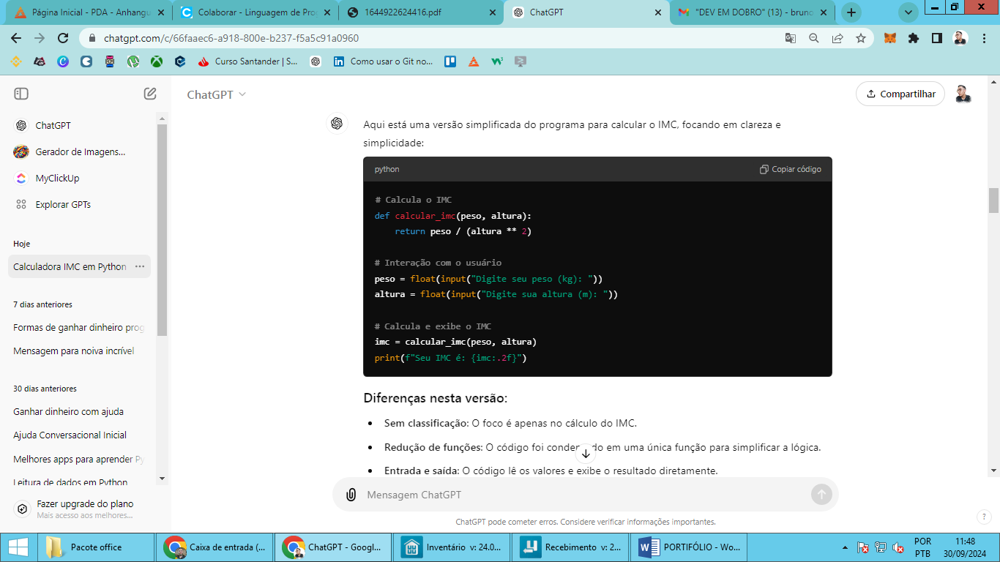 Página Inicial - PDA - Anhangu
Colaborar - Linguagem de Pro
1644922624416.pdf
ChatGPT
"DEV EM DOBRO" (13) - bruno
chatgpt.com/c/66faaec6-a918-800e-b237-f5a5c91a0960
Curso Santander | S...
Como usar o Git no...
ChatGPT
Compartilhar
ChatGPT
Gerador de Imagens...
MyClickUp
Explorar GPTs
Hoje
Calculadora IMC em Python
7 dias anteriores
Formas de ganhar dinheiro prog
Mensagem para noiva incrível
30 dias anteriores
Ganhar dinheiro com ajuda
Ajuda Conversacional Inicial
Melhores apps para aprender Py
Leitura de dados em Python
Fazer upgrade do plano
Mais acesso aos melhores...
Aqui está uma versão simplificada do programa para calcular o IMC, focando em clareza e
simplicidade:
python
Copiar código
# Calcula o IMC
def calcular_imc(peso, altura):
    return peso / (altura ** 2)
# Interação com o usuário
peso = float(input("Digite seu peso (kg): "))
altura = float(input("Digite sua altura (m): "))
# Calcula e exibe o IMC
imc = calcular_imc(peso, altura)
print(f"Seu IMC é: {imc:.2f}")
Diferenças nesta versão:
• Sem classificação: O foco é apenas no cálculo do IMC.
• Redução de funções: O código foi condensado em uma única função para simplificar a lógica.
• Entrada e saída: O código lê os valores e exibe o resultado diretamente.
Mensagem ChatGPT
ChatGPT pode cometer erros. Considere verificar informações importantes.
?
Pacote office
Caixa de entrada (...
ChatGPT - Googl...
Inventário v: 24.0...
Recebimento v: 2...
PORTIFÓLIO - Wo...
POR
PTB
11:48
30/09/2024